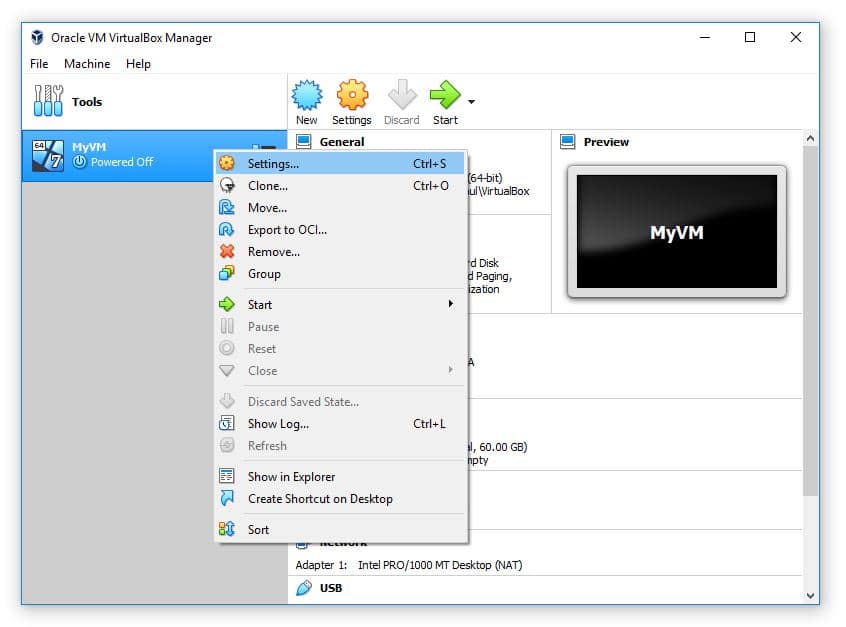 Oracle VM VirtualBox Manager
File Machine Help
Tools
New Settings Discard Start
64 7 MyVM
Powered Off
General
Preview
MyVM
Settings... Ctrl+S
Clone... Ctrl+O
Move...
Export to OCI...
Remove...
Group
Start
Pause
Reset
Close
Discard Saved State...
Show Log... Ctrl+L
Refresh
Show in Explorer
Create Shortcut on Desktop
Sort
(64-bit)
ul\VirtualBox
rd Disk
d Paging,
ization
A
al, 60.00 GB)
mpty
Network
Adapter 1: Intel PRO/1000 MT Desktop (NAT)
USB